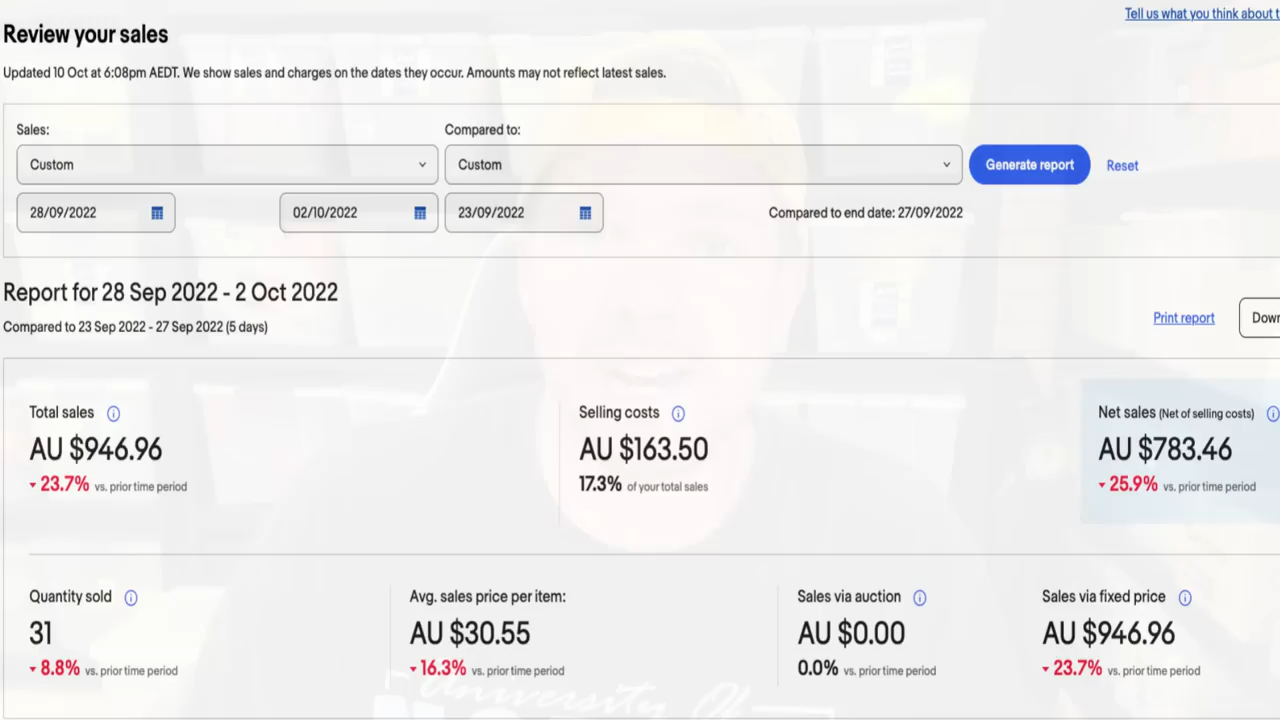 Tell us what you think about t
Review your sales
Updated 10 Oct at 6:08pm AEDT. We show sales and charges on the dates they occur. Amounts may not reflect latest sales.
Sales:
Compared to:
Custom
Custom
Generate report
Reset
28/09/2022
02/10/2022
23/09/2022
Compared to end date: 27/09/2022
Report for 28 Sep 2022 - 2 Oct 2022
Compared to 23 Sep 2022 - 27 Sep 2022 (5 days)
Print report
Down
Total sales
AU $946.96
23.7% vs. prior time period
Selling costs
AU $163.50
17.3% of your total sales
Net sales (Net of selling costs)
AU $783.46
25.9% vs. prior time period
Quantity sold
31
8.8% vs. prior time period
Avg. sales price per item:
AU $30.55
16.3% vs. prior time period
Sales via auction
AU $0.00
0.0% vs. prior time period
Sales via fixed price
AU $946.96
23.7% vs. prior time period
University Of